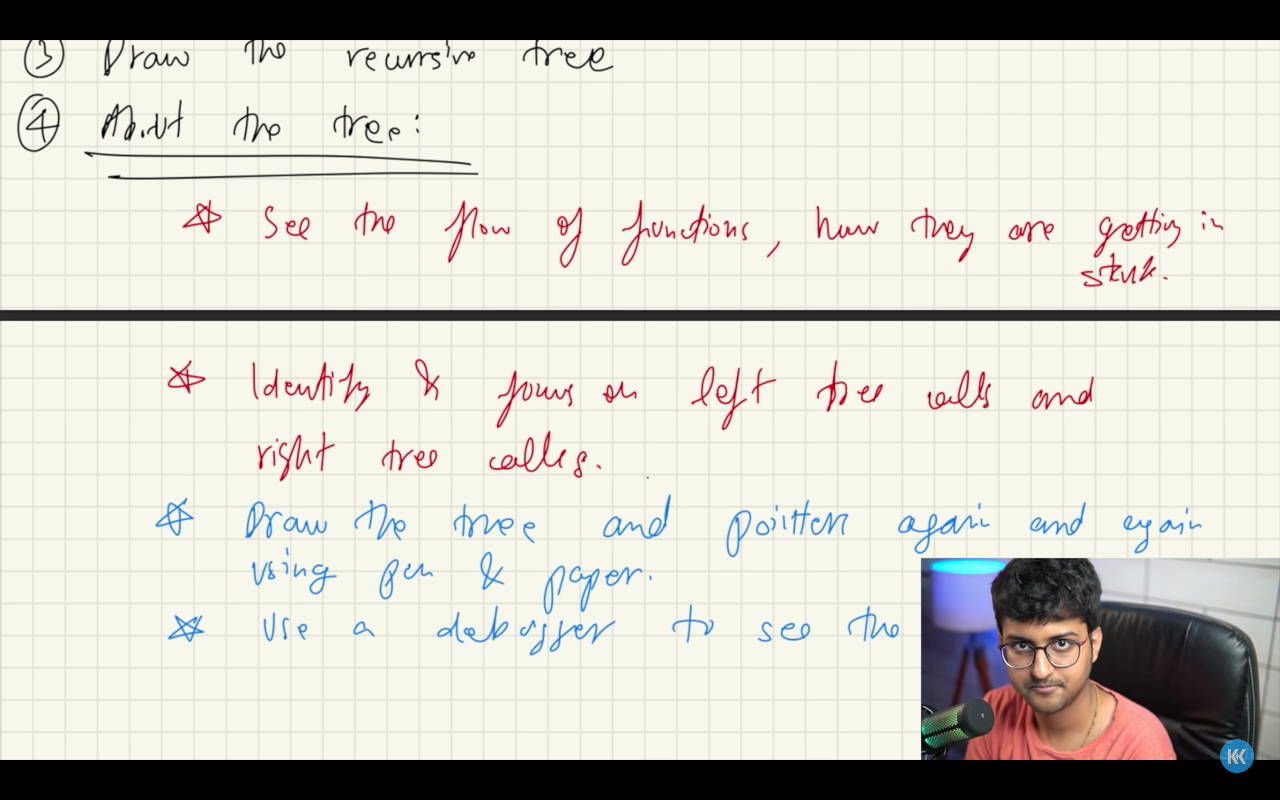 ③ Draw the recursive tree
④ About the tree:
☆ See the flow of functions, how they are getting in
stack.
☆ Identify & focus on left tree calls and
right tree calls.
☆ Draw the tree and pointers again and again
using pen & paper.
☆ Use a debugger to see the
KK